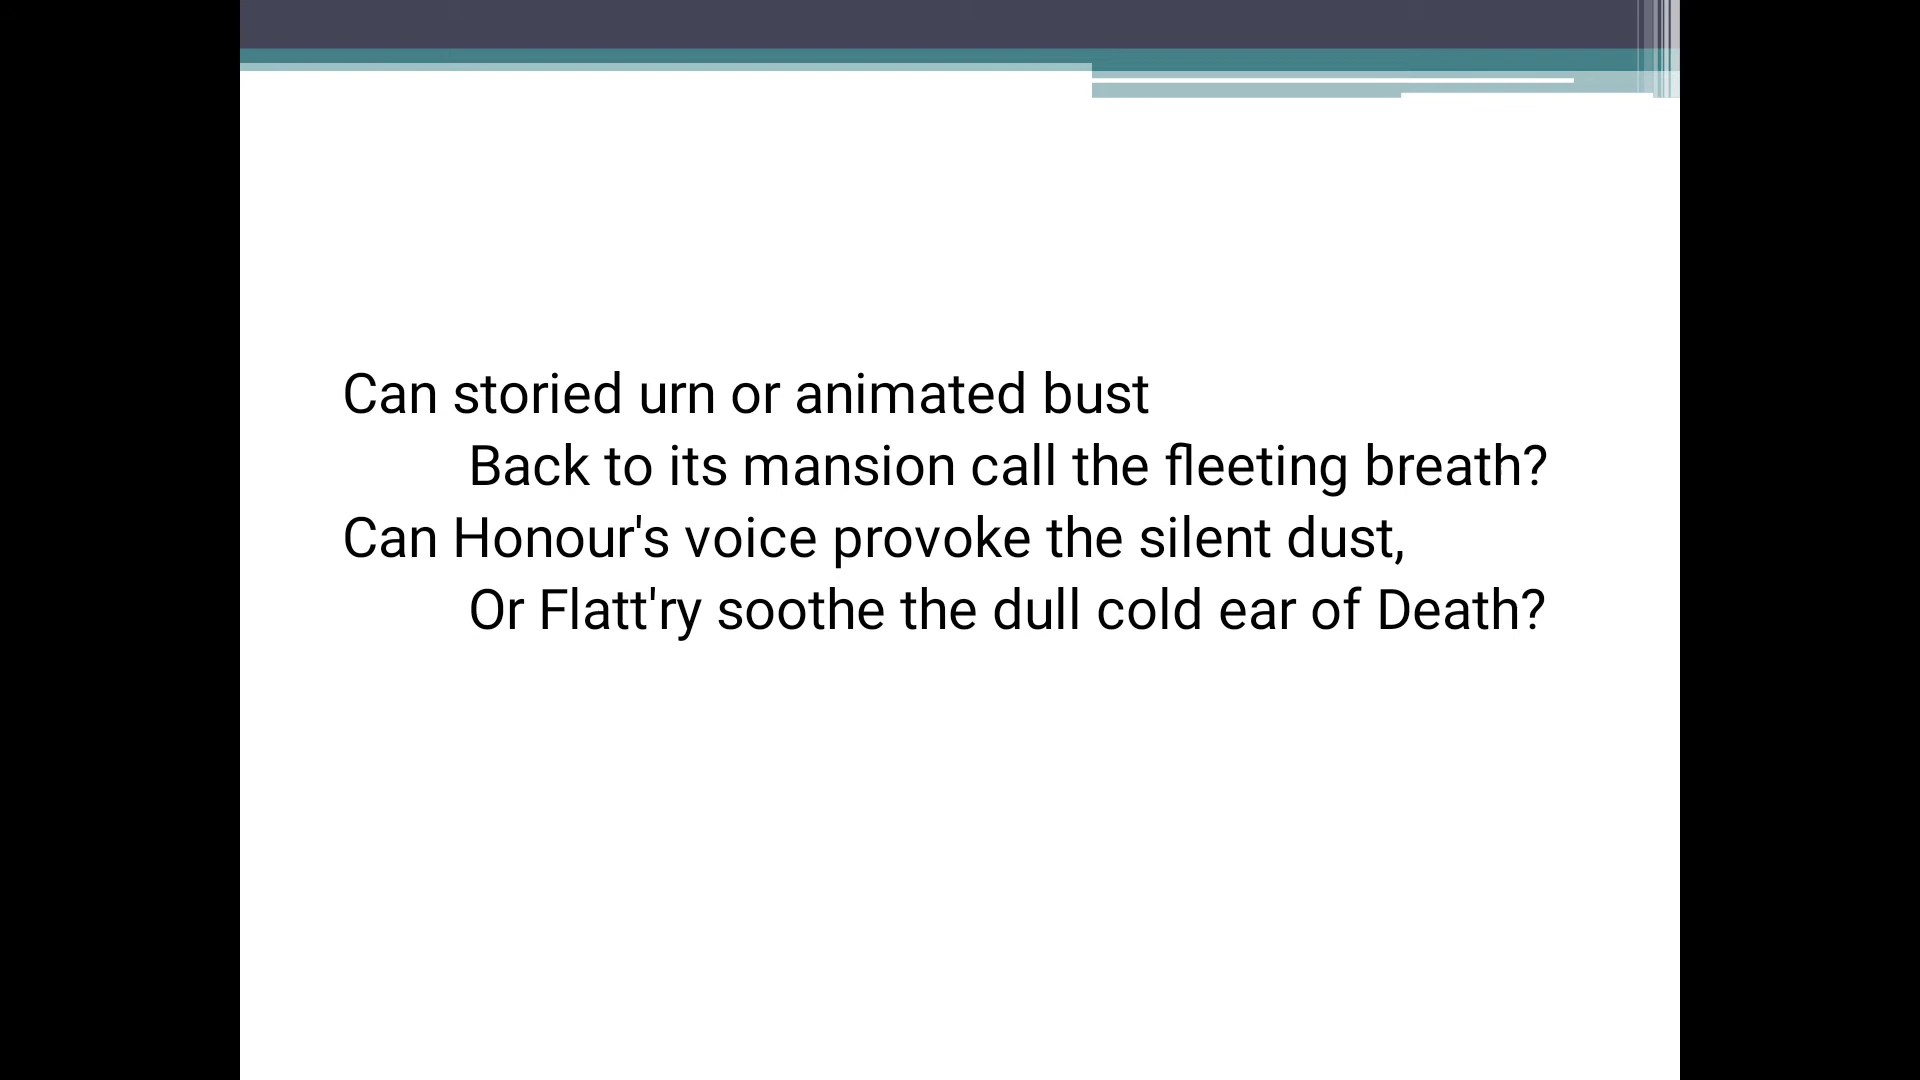 Can storied urn or animated bust
Back to its mansion call the fleeting breath?
Can Honour's voice provoke the silent dust,
Or Flatt'ry soothe the dull cold ear of Death?